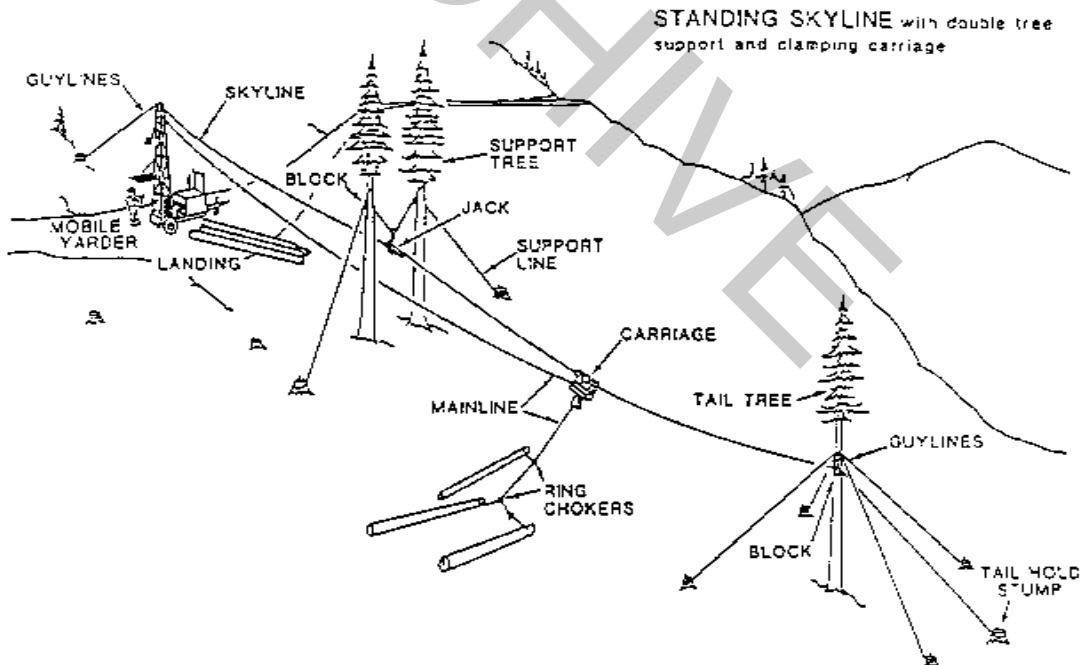 STANDING SKYLINE with double tree
support and clamping carriage
GUYLINES
SKYLINE
SUPPORT
TREE
BLOCK
JACK
MOBILE
YARDER
LANDING
SUPPORT
LINE
CARRIAGE
MAINLINE
TAIL TREE
GUYLINES
RING
CHOKERS
BLOCK
TAIL HOLD
STUMP